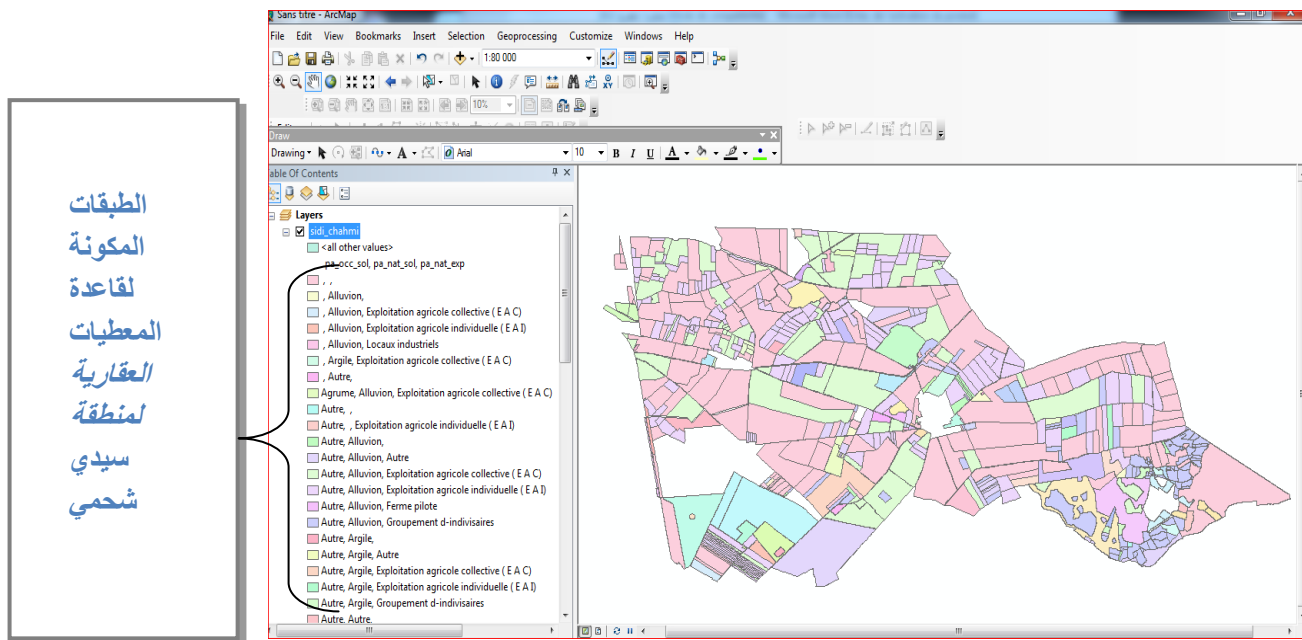 Sans titre - ArcMap
File Edit View Bookmarks Insert Selection Geoprocessing Customize Windows Help
1:80 000
10%
Draw
Drawing A Arial 10 B I U A
able Of Contents
Layers
sidi_chahmi
<all other values>
pa_occ_sol, pa_nat_sol, pa_nat_exp
, ,
, Alluvion,
, Alluvion, Exploitation agricole collective ( E A C)
, Alluvion, Exploitation agricole individuelle ( E A I)
, Alluvion, Locaux industriels
, Argile, Exploitation agricole collective ( E A C)
, Autre,
Agrume, Alluvion, Exploitation agricole collective ( E A C)
Autre, ,
Autre, , Exploitation agricole individuelle ( E A I)
Autre, Alluvion,
Autre, Alluvion, Autre
Autre, Alluvion, Exploitation agricole collective ( E A C)
Autre, Alluvion, Exploitation agricole individuelle ( E A I)
Autre, Alluvion, Ferme pilote
Autre, Alluvion, Groupement d-indivisaires
Autre, Argile,
Autre, Argile, Autre
Autre, Argile, Exploitation agricole collective ( E A C)
Autre, Argile, Exploitation agricole individuelle ( E A I)
Autre, Argile, Groupement d-indivisaires
Autre, Autre,
الطبقات
المكونة
لقاعدة
المعطيات
العقارية
لمنطقة
سيدي
شحمي